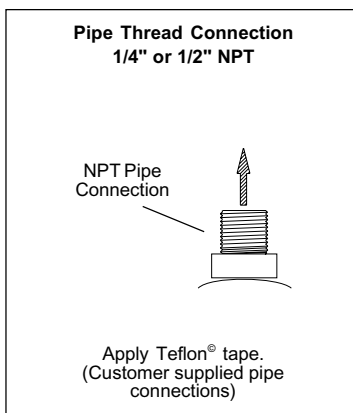 Pipe Thread Connection
1/4" or 1/2" NPT
NPT Pipe
Connection
Apply Teflon© tape.
(Customer supplied pipe
connections)